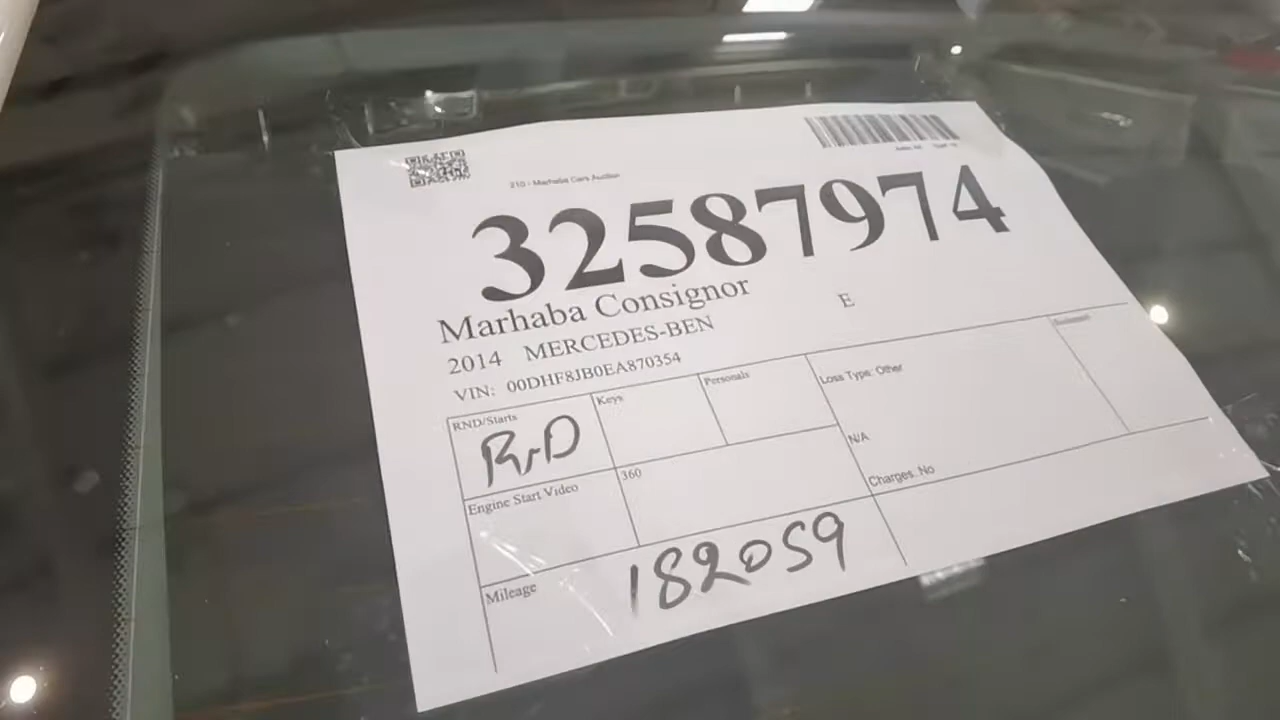 210 - Marhaba Cars Auction
32587974
Marhaba Consignor
2014 MERCEDES-BEN E
VIN: 00DHF8JB0EA870354
RND/Starts
RnD
Keys
Personals
Loss Type: Other
N/A
Charges: No
Engine Start Video
360
Mileage
182059